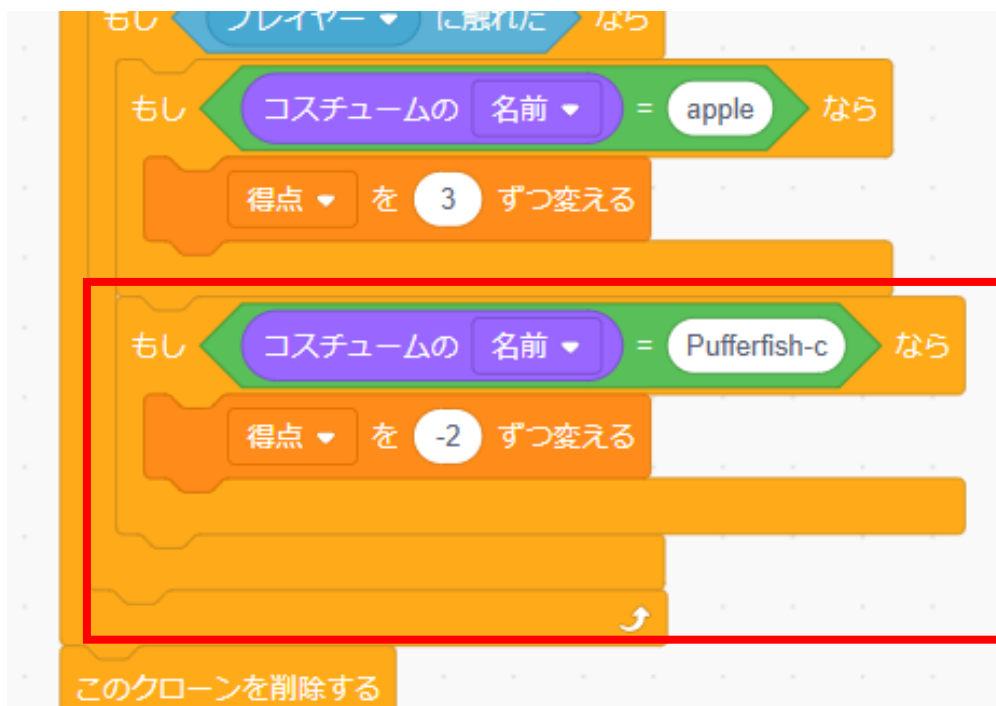 もし プレイヤー に触れた なら
もし コスチュームの 名前 = apple なら
得点 を 3 ずつ変える
もし コスチュームの 名前 = Pufferfish-c なら
得点 を -2 ずつ変える
このクローンを削除する